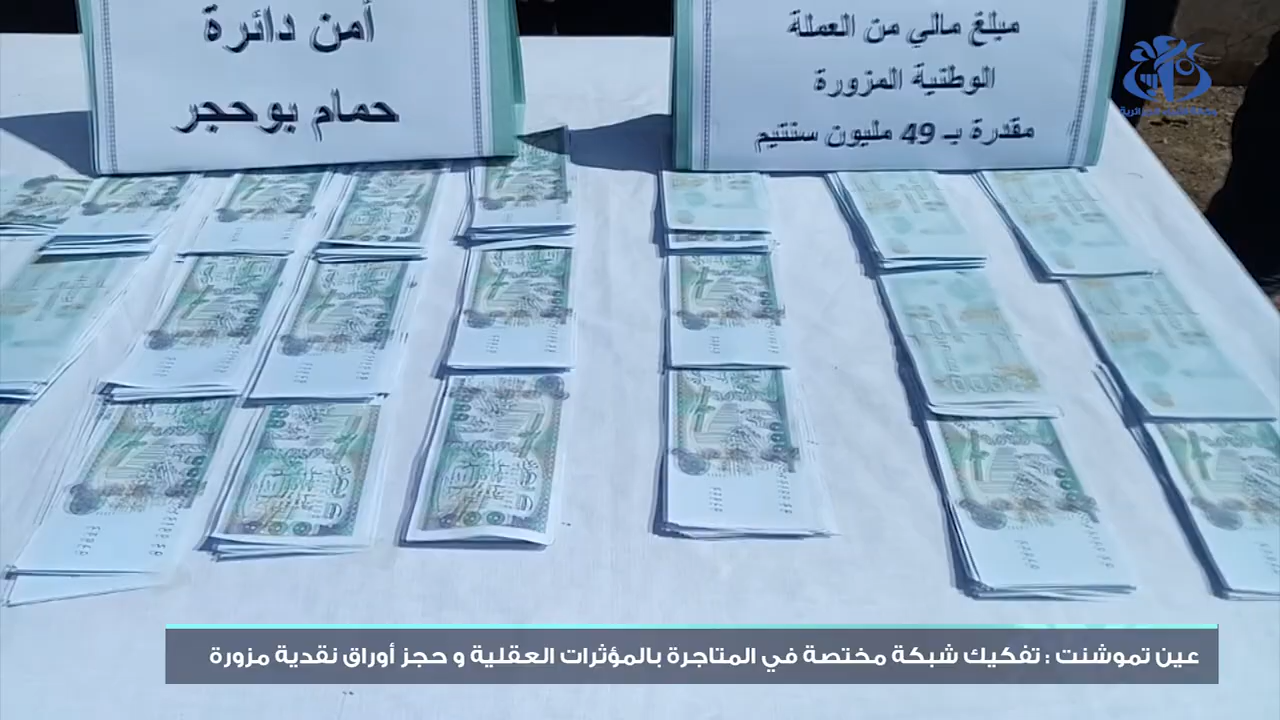 أمن دائرة
حمام بوحجر
مبلغ مالي من العملة
الوطنية المزورة
مقدرة بـ 49 مليون سنتيم
عين تموشنت : تفكيك شبكة مختصة في المتاجرة بالمؤثرات العقلية و حجز أوراق نقدية مزورة